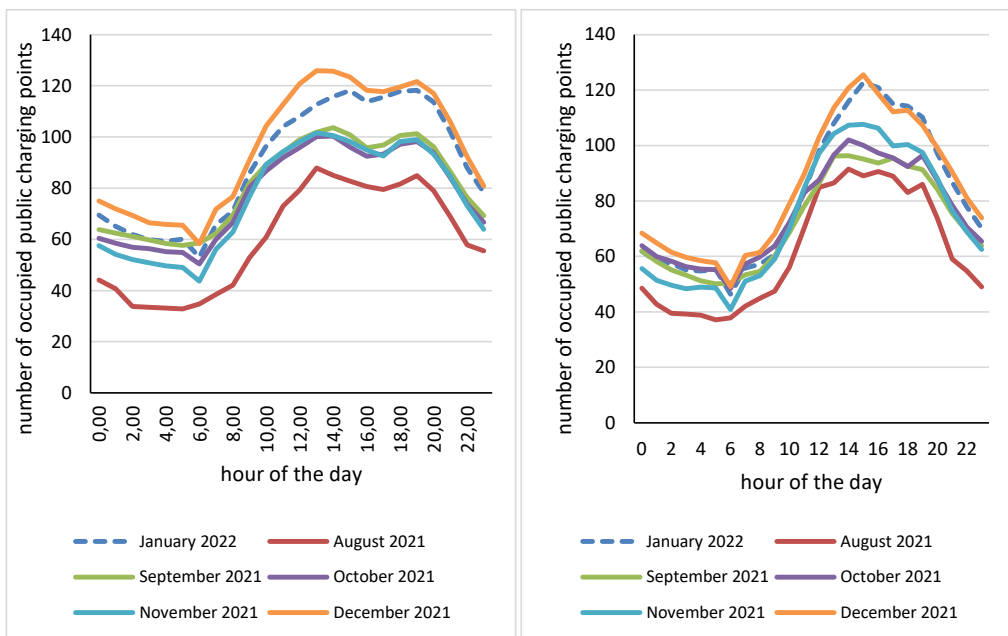 number of occupied public charging points
140
120
100
80
60
40
20
0
0,00
2,00
4,00
6,00
8,00
10,00
12,00
14,00
16,00
18,00
20,00
22,00
hour of the day
January 2022
August 2021
September 2021
October 2021
November 2021
December 2021
number of occupied public charging points
140
120
100
80
60
40
20
0
0 2 4 6 8 10 12 14 16 18 20 22
hour of the day
January 2022
August 2021
September 2021
October 2021
November 2021
December 2021